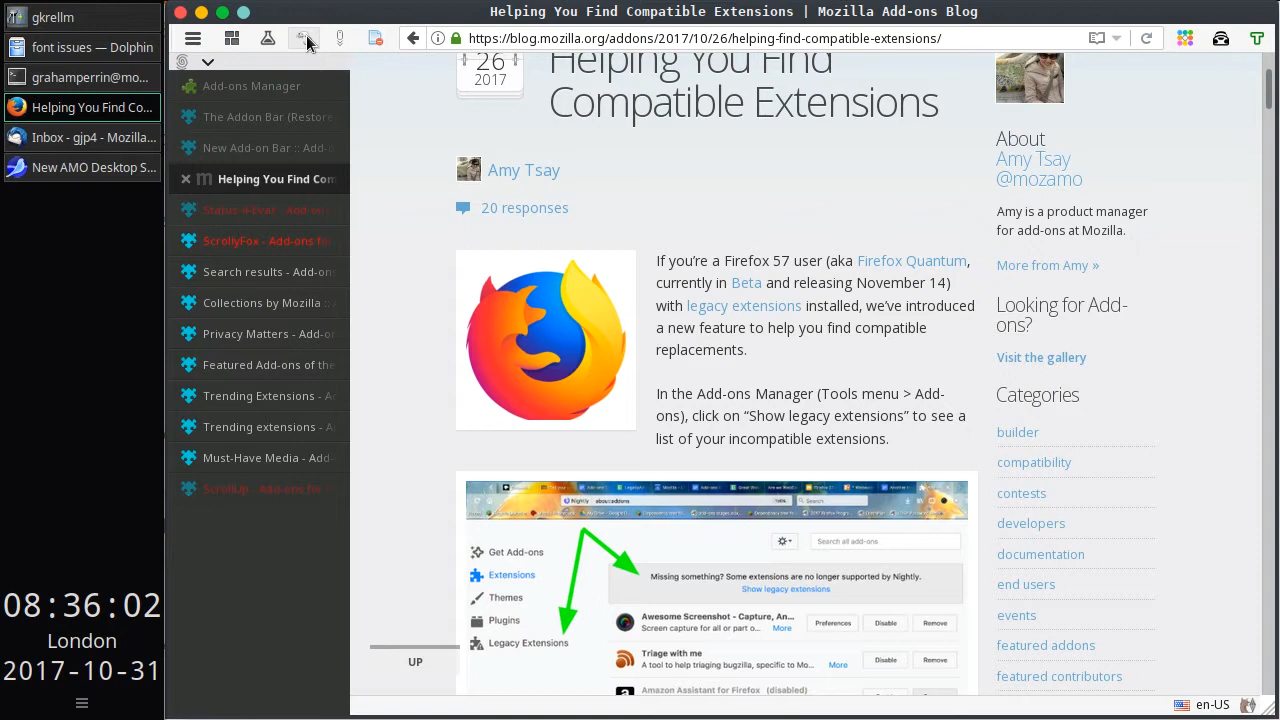 gkrellm
font issues — Dolphin
grahamperrin@mo...
Helping You Find Co...
Inbox - gjp4 - Mozilla...
New AMO Desktop S...
08:36:02
London
2017-10-31
Helping You Find Compatible Extensions | Mozilla Add-ons Blog
https://blog.mozilla.org/addons/2017/10/26/helping-find-compatible-extensions/
Add-ons Manager
The Addon Bar (Restore
New Add-on Bar :: Add-o
Helping You Find Com
Status-4-Evar - Add-ons
ScrollyFox - Add-ons for
Search results - Add-ons
Collections by Mozilla ::
Privacy Matters - Add-on
Featured Add-ons of the
Trending Extensions - Ad
Trending extensions - Ad
Must-Have Media - Add-
ScrollUp - Add-ons for
26
2017
Helping You Find
Compatible Extensions
Amy Tsay
20 responses
If you're a Firefox 57 user (aka Firefox Quantum,
currently in Beta and releasing November 14)
with legacy extensions installed, we've introduced
a new feature to help you find compatible
replacements.
In the Add-ons Manager (Tools menu > Add-
ons), click on “Show legacy extensions” to see a
list of your incompatible extensions.
Nightly about:addons
Search
Search all add-ons
Get Add-ons
Extensions
Themes
Plugins
Legacy Extensions
Missing something? Some extensions are no longer supported by Nightly.
Show legacy extensions
Awesome Screenshot - Capture, An...
Screen capture for all or part o... More
Preferences Disable Remove
Triage with me
A tool to help triaging bugzilla, specific to Mo... More
Disable Remove
Amazon Assistant for Firefox (disabled)
UP
About
Amy Tsay
@mozamo
Amy is a product manager
for add-ons at Mozilla.
More from Amy »
Looking for Add-
ons?
Visit the gallery
Categories
builder
compatibility
contests
developers
documentation
end users
events
featured addons
featured contributors
en-US